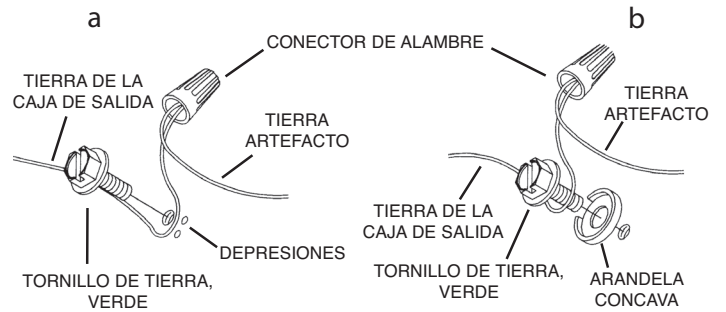 a
b
CONECTOR DE ALAMBRE
TIERRA DE LA
CAJA DE SALIDA
TIERRA
ARTEFACTO
DEPRESIONES
TORNILLO DE TIERRA,
VERDE
TIERRA
ARTEFACTO
TIERRA DE LA
CAJA DE SALIDA
TORNILLO DE TIERRA,
VERDE
ARANDELA
CONCAVA